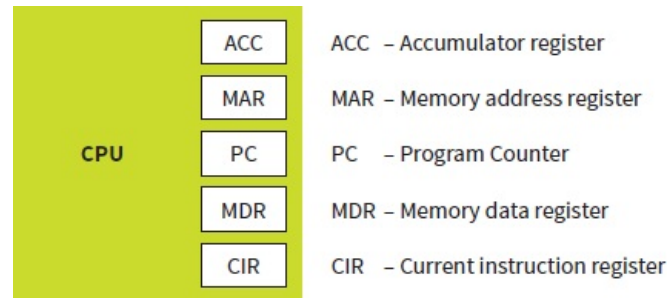 ACC ACC – Accumulator register
MAR MAR – Memory address register
CPU PC PC – Program Counter
MDR MDR – Memory data register
CIR CIR – Current instruction register